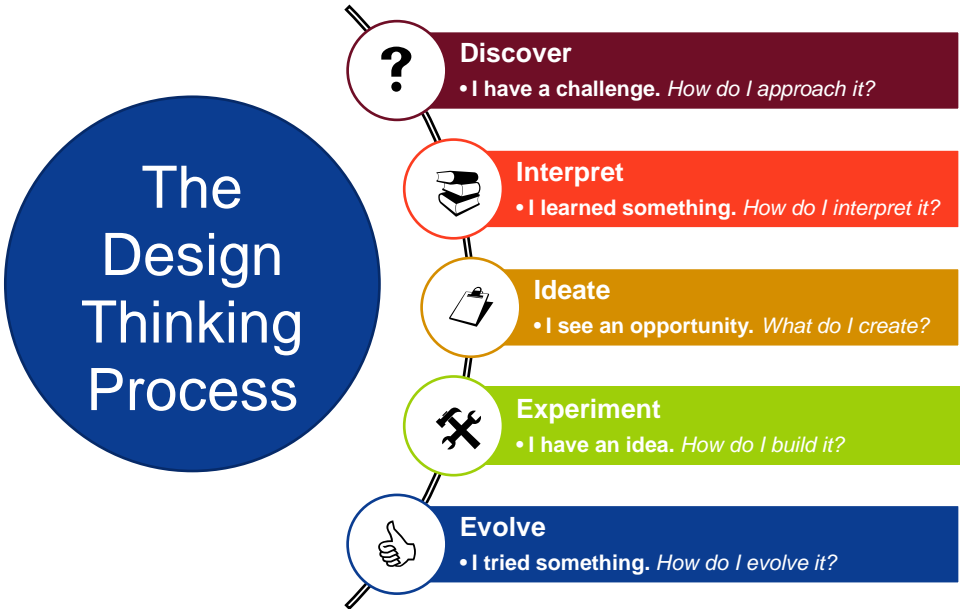 The
Design
Thinking
Process
?
Discover
• I have a challenge. How do I approach it?
Interpret
• I learned something. How do I interpret it?
Ideate
• I see an opportunity. What do I create?
Experiment
• I have an idea. How do I build it?
Evolve
• I tried something. How do I evolve it?